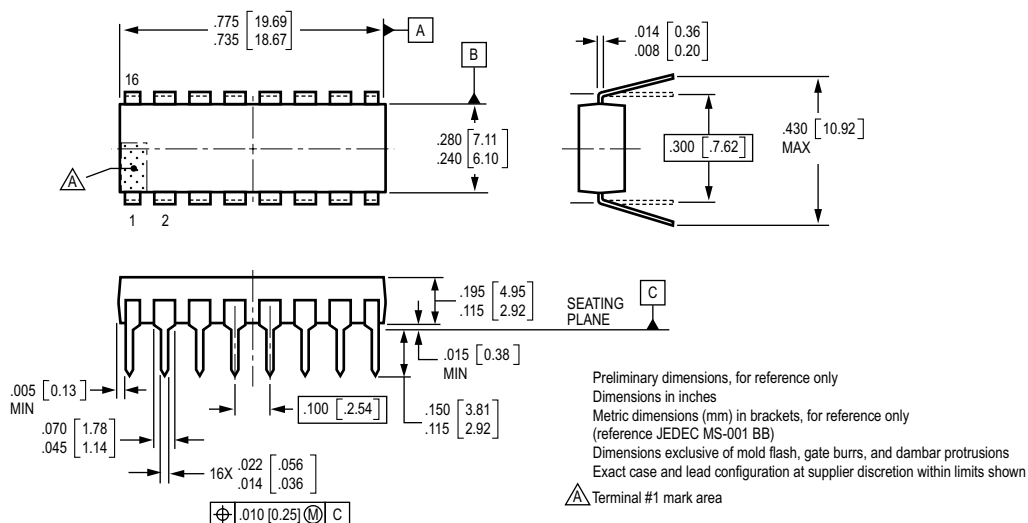 .775 [19.69]
.735 [18.67]
A
B
16
.280 [7.11]
.240 [6.10]
A
1 2
.014 [0.36]
.008 [0.20]
.300 [.7.62]
.430 [10.92]
MAX
.195 [4.95]
.115 [2.92]
SEATING
PLANE
C
.015 [0.38]
MIN
.005 [0.13]
MIN
.100 [.2.54]
.150 [3.81]
.115 [2.92]
.070 [1.78]
.045 [1.14]
16X .022 [.056]
.014 [.036]
⌖ .010 [0.25] Ⓜ C
Preliminary dimensions, for reference only
Dimensions in inches
Metric dimensions (mm) in brackets, for reference only
(reference JEDEC MS-001 BB)
Dimensions exclusive of mold flash, gate burrs, and dambar protrusions
Exact case and lead configuration at supplier discretion within limits shown
A Terminal #1 mark area